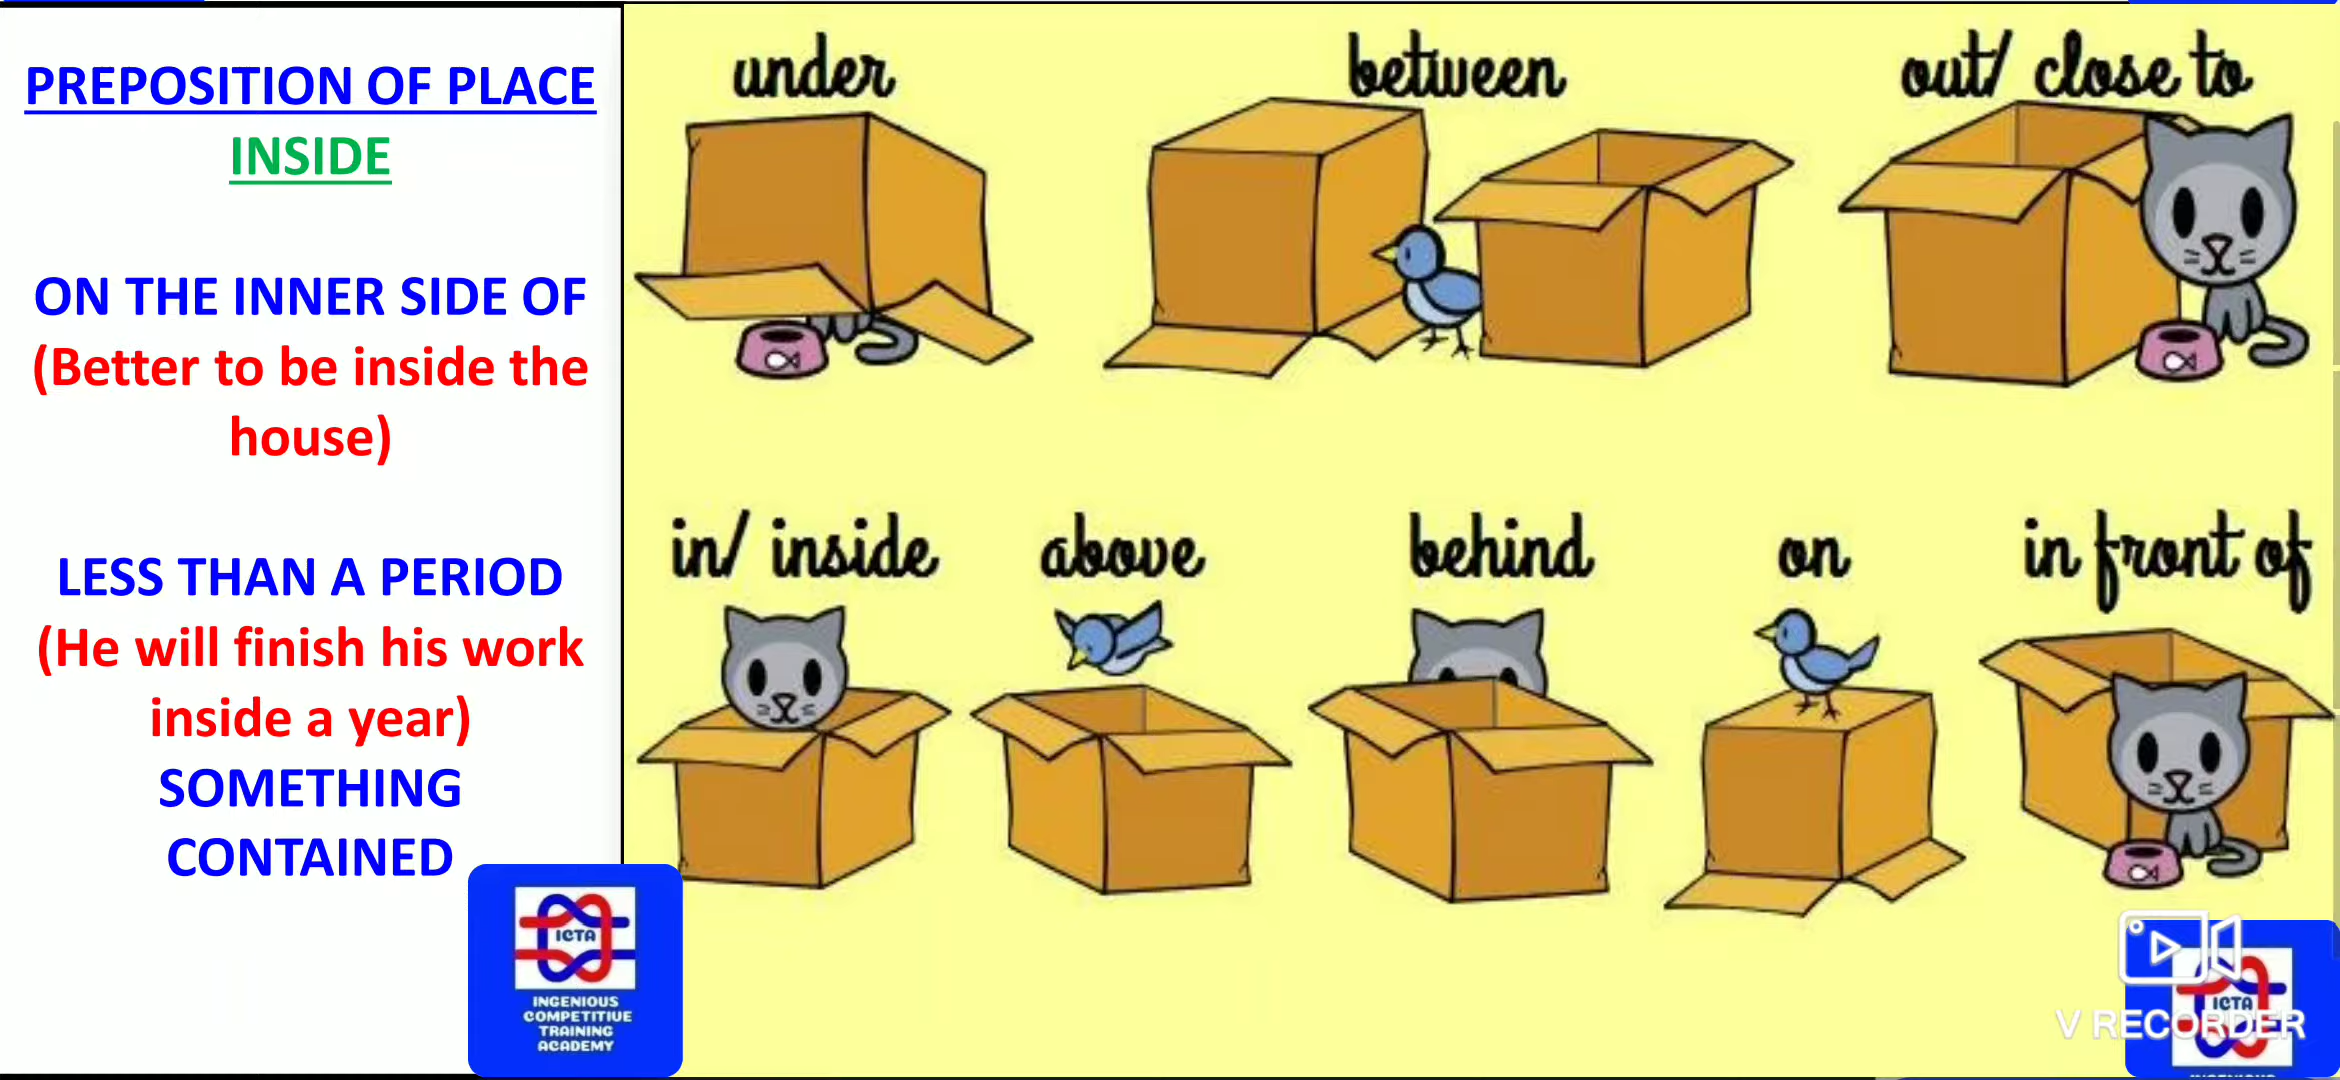 PREPOSITION OF PLACE
INSIDE
ON THE INNER SIDE OF
(Better to be inside the
house)
LESS THAN A PERIOD
(He will finish his work
inside a year)
SOMETHING
CONTAINED
under
between
out/ close to
in/ inside
above
behind
on
in front of
ICTA
INGENIOUS
COMPETITIVE
TRAINING
ACADEMY
ICTA
V RECORDER